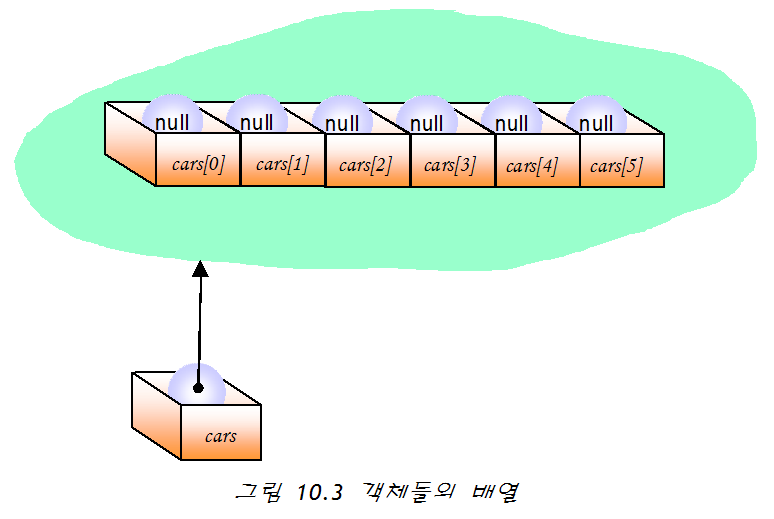 null null null null null null
cars[0] cars[1] cars[2] cars[3] cars[4] cars[5]
cars
그림 10.3 객체들의 배열